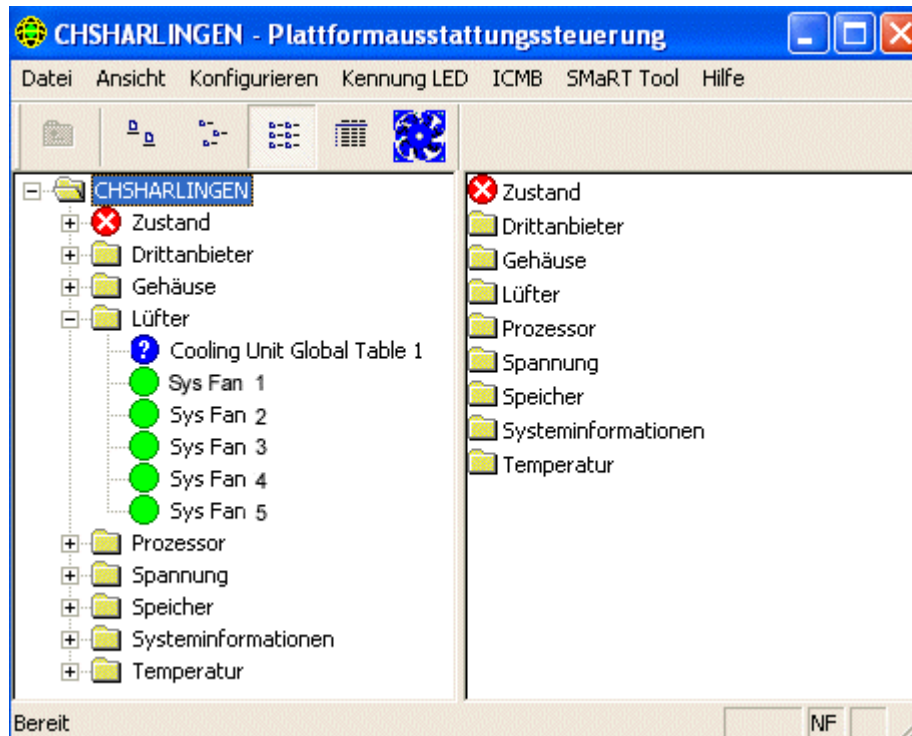 CHSHARLINGEN - Plattformausstattungssteuerung
Datei Ansicht Konfigurieren Kennung LED ICMB SMaRT Tool Hilfe
CHSHARLINGEN
Zustand
Drittanbieter
Gehäuse
Lüfter
? Cooling Unit Global Table 1
Sys Fan 1
Sys Fan 2
Sys Fan 3
Sys Fan 4
Sys Fan 5
Prozessor
Spannung
Speicher
Systeminformationen
Temperatur
Zustand
Drittanbieter
Gehäuse
Lüfter
Prozessor
Spannung
Speicher
Systeminformationen
Temperatur
Bereit NF